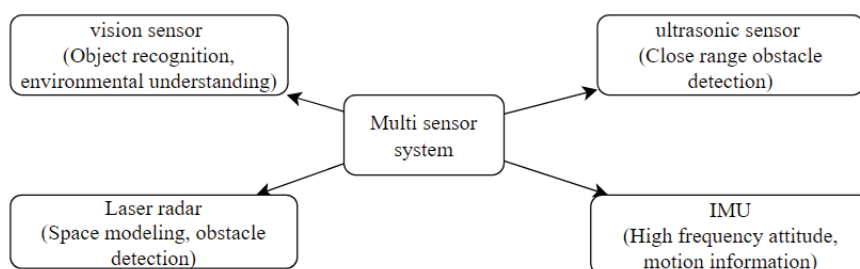 vision sensor
(Object recognition,
environmental understanding)
ultrasonic sensor
(Close range obstacle
detection)
Multi sensor
system
Laser radar
(Space modeling, obstacle
detection)
IMU
(High frequency attitude,
motion information)